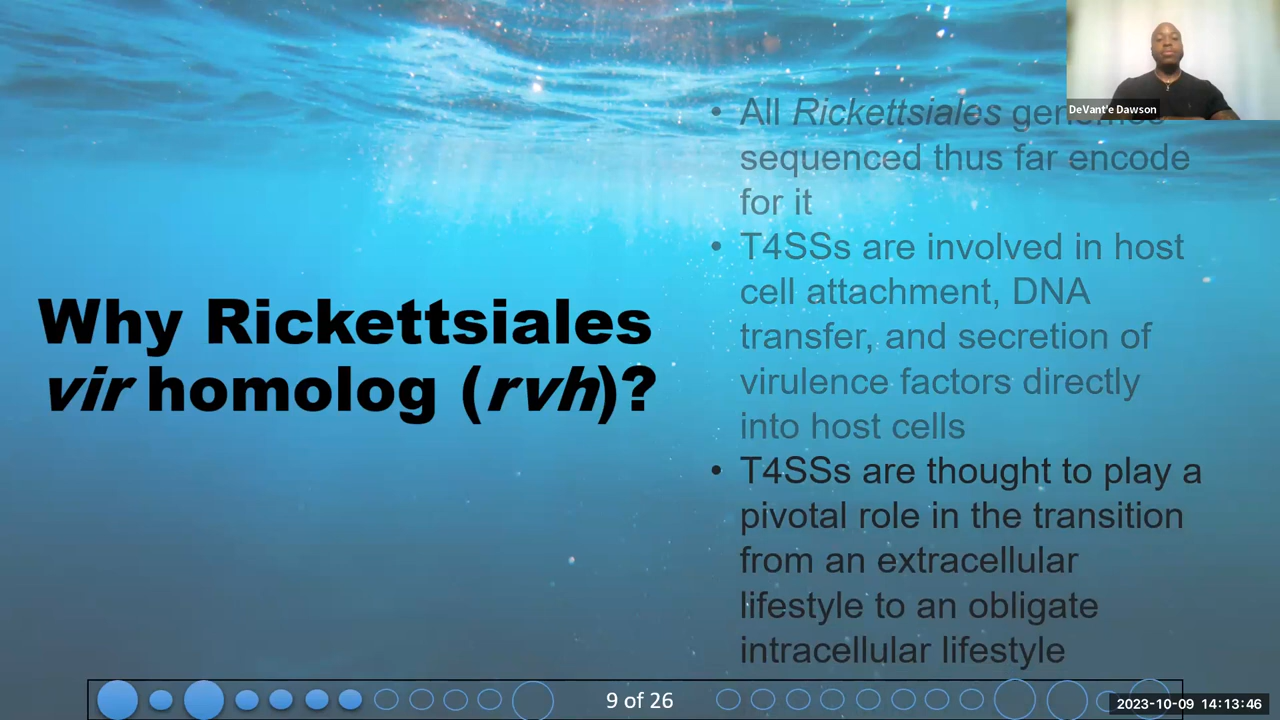 Why Rickettsiales
vir homolog (rvh)?
• All Rickettsiales genomes
sequenced thus far encode
for it
• T4SSs are involved in host
cell attachment, DNA
transfer, and secretion of
virulence factors directly
into host cells
• T4SSs are thought to play a
pivotal role in the transition
from an extracellular
lifestyle to an obligate
intracellular lifestyle
DeVant'e Dawson
9 of 26
2023-10-09 14:13:46